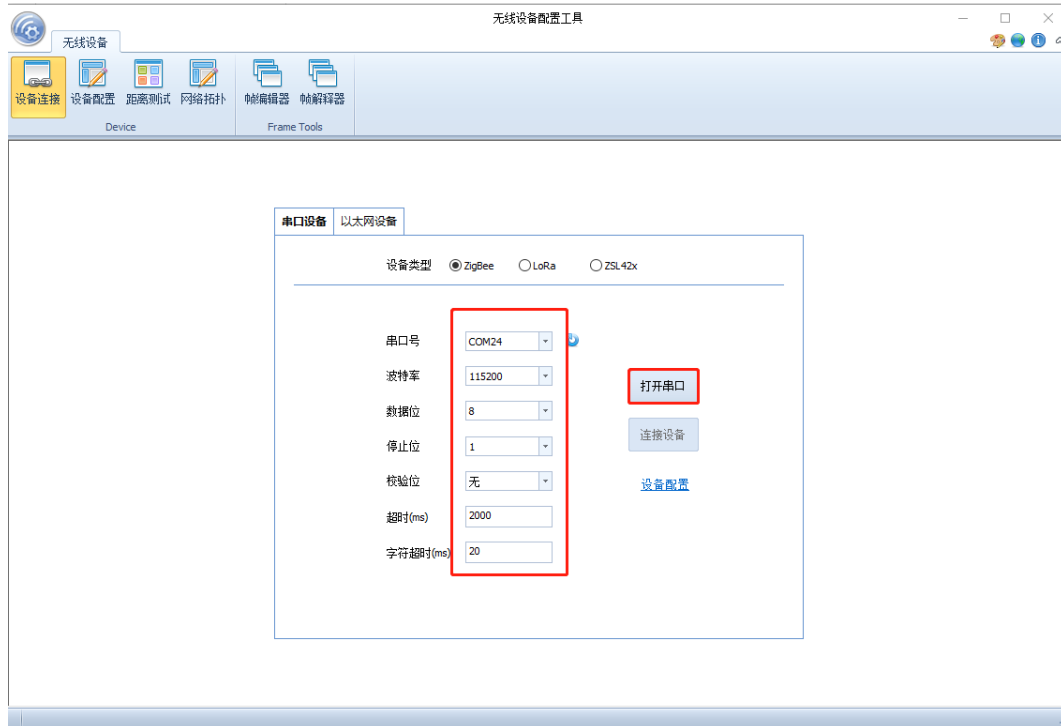 无线设备配置工具
无线设备
设备连接 设备配置 距离测试 网络拓扑 帧编辑器 帧解释器
Device Frame Tools
串口设备 以太网设备
设备类型 ZigBee LoRa ZSL42x
串口号 COM24
波特率 115200
打开串口
数据位 8
连接设备
停止位 1
校验位 无
设备配置
超时(ms) 2000
字符超时(ms) 20